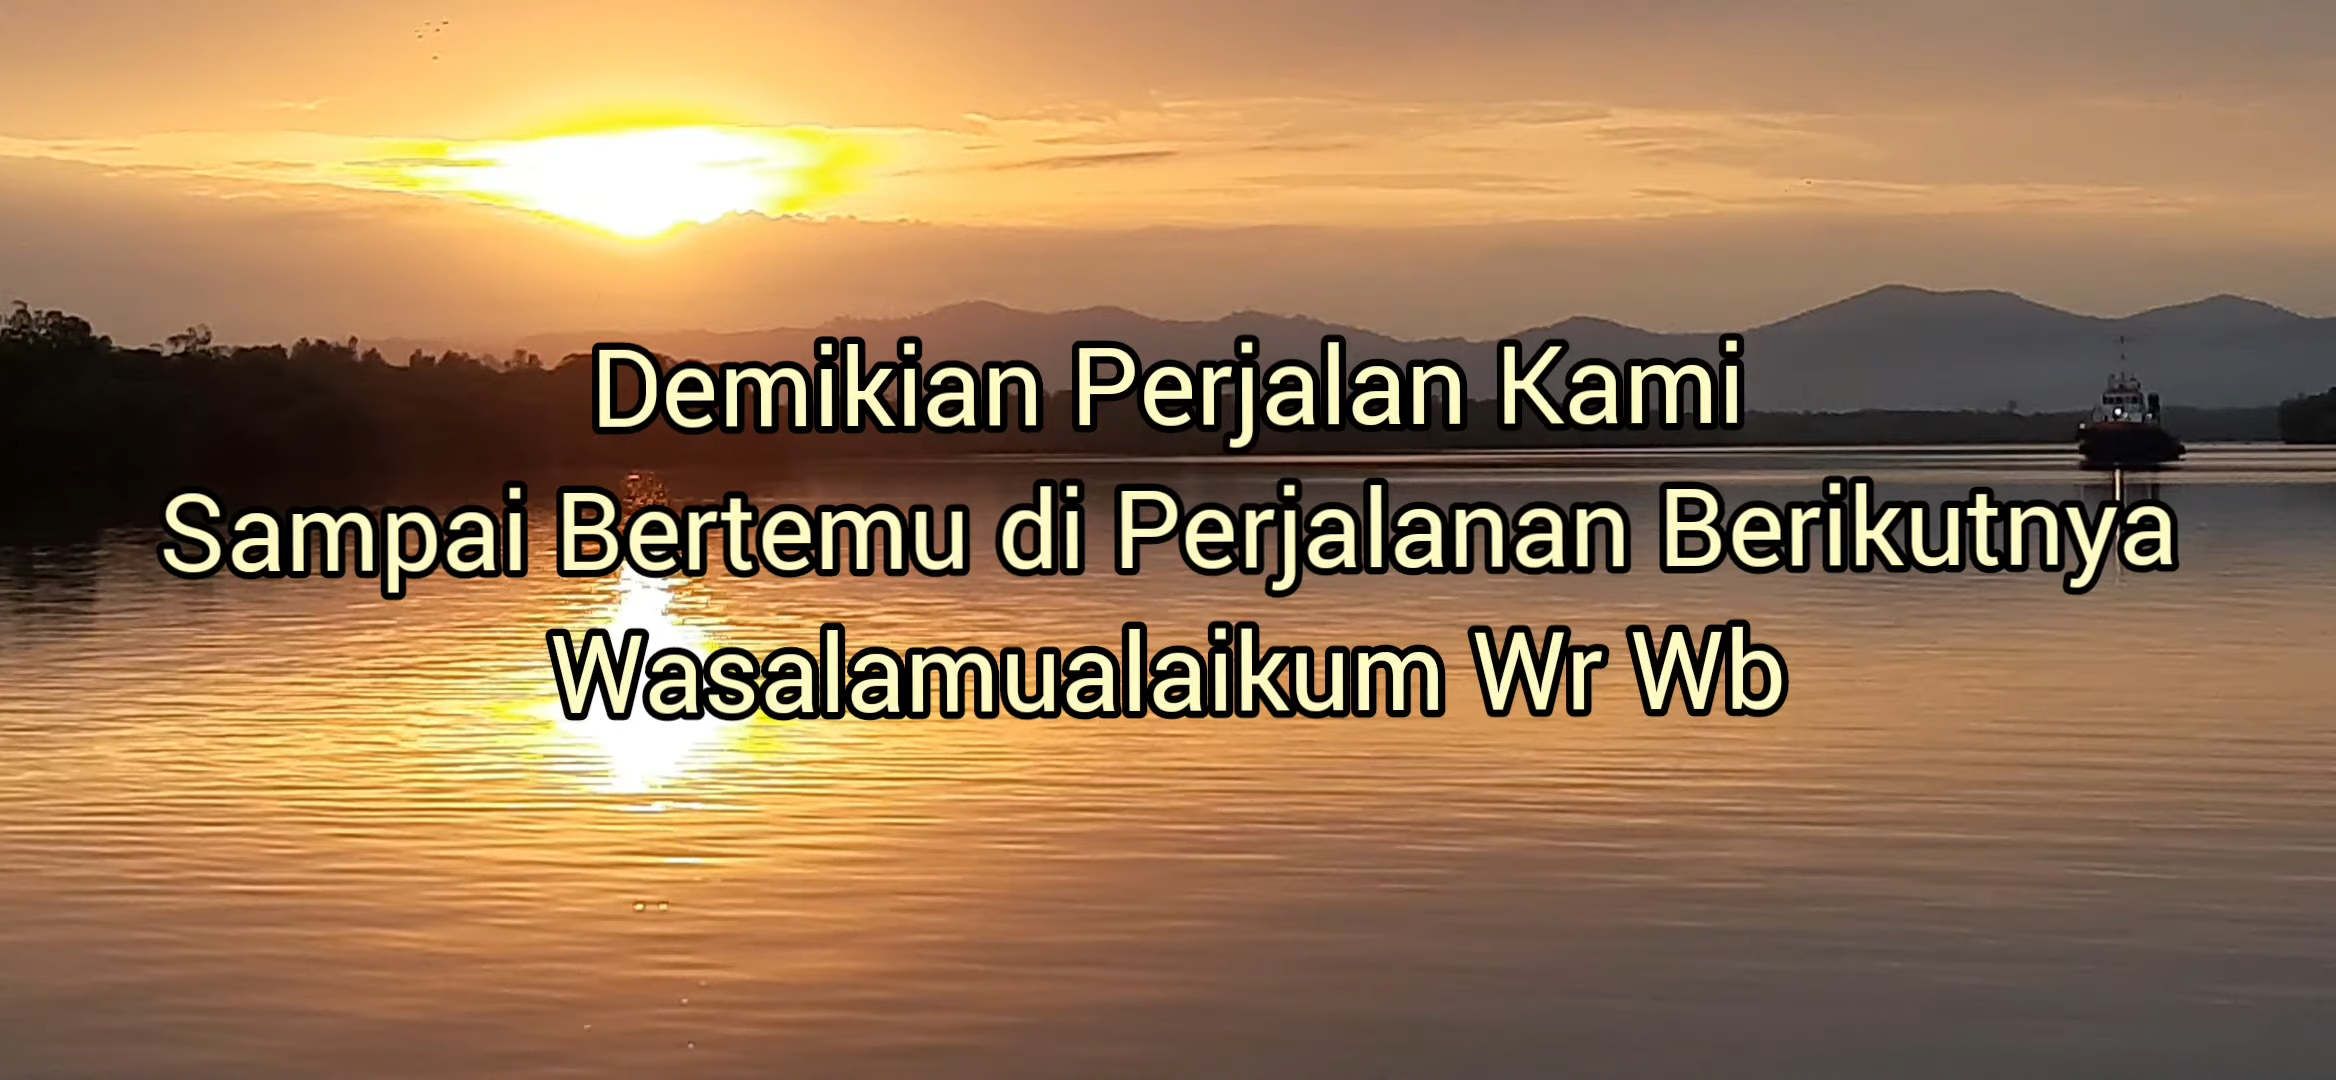 Demikian Perjalan Kami
Sampai Bertemu di Perjalanan Berikutnya
Wasalamualaikum Wr Wb